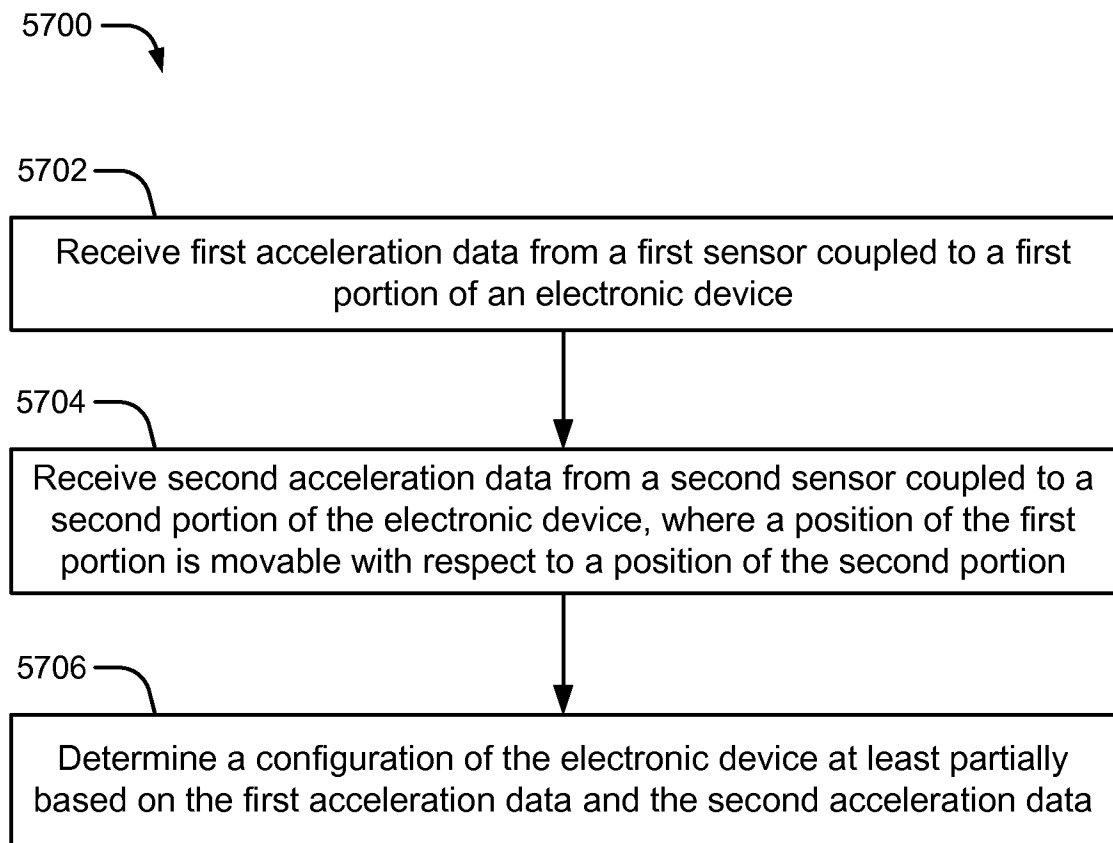 5700
5702
Receive first acceleration data from a first sensor coupled to a first
portion of an electronic device
5704
Receive second acceleration data from a second sensor coupled to a
second portion of the electronic device, where a position of the first
portion is movable with respect to a position of the second portion
5706
Determine a configuration of the electronic device at least partially
based on the first acceleration data and the second acceleration data